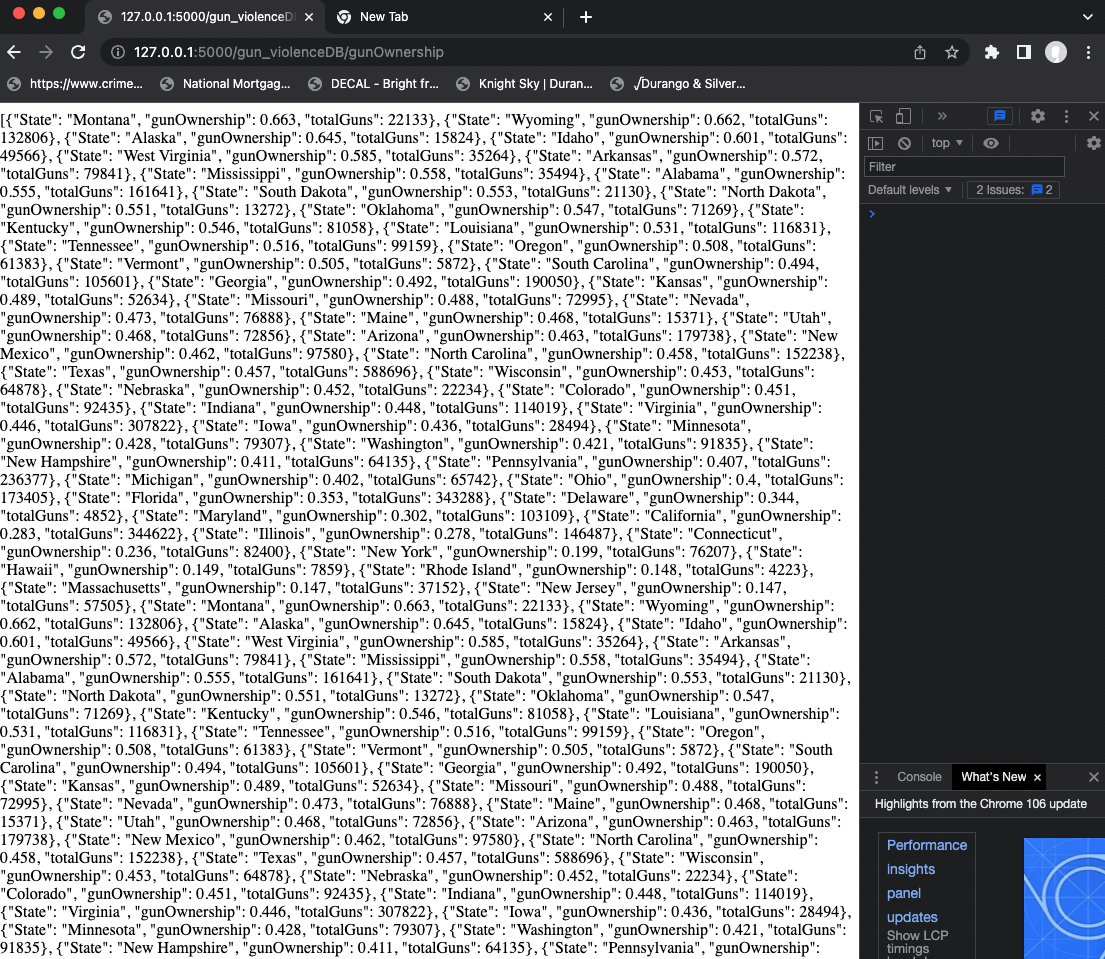 127.0.0.1:5000/gun_violenceDB
New Tab
127.0.0.1:5000/gun_violenceDB/gunOwnership
https://www.crime...
National Mortgag...
DECAL - Bright fr...
Knight Sky | Duran...
√Durango & Silver...
[{"State": "Montana", "gunOwnership": 0.663, "totalGuns": 22133}, {"State": "Wyoming", "gunOwnership": 0.662, "totalGuns":
132806}, {"State": "Alaska", "gunOwnership": 0.645, "totalGuns": 15824}, {"State": "Idaho", "gunOwnership": 0.601, "totalGuns":
49566}, {"State": "West Virginia", "gunOwnership": 0.585, "totalGuns": 35264}, {"State": "Arkansas", "gunOwnership": 0.572,
"totalGuns": 79841}, {"State": "Mississippi", "gunOwnership": 0.558, "totalGuns": 35494}, {"State": "Alabama", "gunOwnership":
0.555, "totalGuns": 161641}, {"State": "South Dakota", "gunOwnership": 0.553, "totalGuns": 21130}, {"State": "North Dakota",
"gunOwnership": 0.551, "totalGuns": 13272}, {"State": "Oklahoma", "gunOwnership": 0.547, "totalGuns": 71269}, {"State":
"Kentucky", "gunOwnership": 0.546, "totalGuns": 81058}, {"State": "Louisiana", "gunOwnership": 0.531, "totalGuns": 116831},
{"State": "Tennessee", "gunOwnership": 0.516, "totalGuns": 99159}, {"State": "Oregon", "gunOwnership": 0.508, "totalGuns":
61383}, {"State": "Vermont", "gunOwnership": 0.505, "totalGuns": 5872}, {"State": "South Carolina", "gunOwnership": 0.494,
"totalGuns": 105601}, {"State": "Georgia", "gunOwnership": 0.492, "totalGuns": 190050}, {"State": "Kansas", "gunOwnership":
0.489, "totalGuns": 52634}, {"State": "Missouri", "gunOwnership": 0.488, "totalGuns": 72995}, {"State": "Nevada",
"gunOwnership": 0.473, "totalGuns": 76888}, {"State": "Maine", "gunOwnership": 0.468, "totalGuns": 15371}, {"State": "Utah",
"gunOwnership": 0.468, "totalGuns": 72856}, {"State": "Arizona", "gunOwnership": 0.463, "totalGuns": 179738}, {"State": "New
Mexico", "gunOwnership": 0.462, "totalGuns": 97580}, {"State": "North Carolina", "gunOwnership": 0.458, "totalGuns": 152238},
{"State": "Texas", "gunOwnership": 0.457, "totalGuns": 588696}, {"State": "Wisconsin", "gunOwnership": 0.453, "totalGuns":
64878}, {"State": "Nebraska", "gunOwnership": 0.452, "totalGuns": 22234}, {"State": "Colorado", "gunOwnership": 0.451,
"totalGuns": 92435}, {"State": "Indiana", "gunOwnership": 0.448, "totalGuns": 114019}, {"State": "Virginia", "gunOwnership":
0.446, "totalGuns": 307822}, {"State": "Iowa", "gunOwnership": 0.436, "totalGuns": 28494}, {"State": "Minnesota",
"gunOwnership": 0.428, "totalGuns": 79307}, {"State": "Washington", "gunOwnership": 0.421, "totalGuns": 91835}, {"State":
"New Hampshire", "gunOwnership": 0.411, "totalGuns": 64135}, {"State": "Pennsylvania", "gunOwnership": 0.407, "totalGuns":
236377}, {"State": "Michigan", "gunOwnership": 0.402, "totalGuns": 65742}, {"State": "Ohio", "gunOwnership": 0.4, "totalGuns":
173405}, {"State": "Florida", "gunOwnership": 0.353, "totalGuns": 343288}, {"State": "Delaware", "gunOwnership": 0.344,
"totalGuns": 4852}, {"State": "Maryland", "gunOwnership": 0.302, "totalGuns": 103109}, {"State": "California", "gunOwnership":
0.283, "totalGuns": 344622}, {"State": "Illinois", "gunOwnership": 0.278, "totalGuns": 146487}, {"State": "Connecticut",
"gunOwnership": 0.236, "totalGuns": 82400}, {"State": "New York", "gunOwnership": 0.199, "totalGuns": 76207}, {"State":
"Hawaii", "gunOwnership": 0.149, "totalGuns": 7859}, {"State": "Rhode Island", "gunOwnership": 0.148, "totalGuns": 4223},
{"State": "Massachusetts", "gunOwnership": 0.147, "totalGuns": 37152}, {"State": "New Jersey", "gunOwnership": 0.147,
"totalGuns": 57505}, {"State": "Montana", "gunOwnership": 0.663, "totalGuns": 22133}, {"State": "Wyoming", "gunOwnership":
0.662, "totalGuns": 132806}, {"State": "Alaska", "gunOwnership": 0.645, "totalGuns": 15824}, {"State": "Idaho", "gunOwnership":
0.601, "totalGuns": 49566}, {"State": "West Virginia", "gunOwnership": 0.585, "totalGuns": 35264}, {"State": "Arkansas",
"gunOwnership": 0.572, "totalGuns": 79841}, {"State": "Mississippi", "gunOwnership": 0.558, "totalGuns": 35494}, {"State":
"Alabama", "gunOwnership": 0.555, "totalGuns": 161641}, {"State": "South Dakota", "gunOwnership": 0.553, "totalGuns": 21130},
{"State": "North Dakota", "gunOwnership": 0.551, "totalGuns": 13272}, {"State": "Oklahoma", "gunOwnership": 0.547,
"totalGuns": 71269}, {"State": "Kentucky", "gunOwnership": 0.546, "totalGuns": 81058}, {"State": "Louisiana", "gunOwnership":
0.531, "totalGuns": 116831}, {"State": "Tennessee", "gunOwnership": 0.516, "totalGuns": 99159}, {"State": "Oregon",
"gunOwnership": 0.508, "totalGuns": 61383}, {"State": "Vermont", "gunOwnership": 0.505, "totalGuns": 5872}, {"State": "South
Carolina", "gunOwnership": 0.494, "totalGuns": 105601}, {"State": "Georgia", "gunOwnership": 0.492, "totalGuns": 190050},
{"State": "Kansas", "gunOwnership": 0.489, "totalGuns": 52634}, {"State": "Missouri", "gunOwnership": 0.488, "totalGuns":
72995}, {"State": "Nevada", "gunOwnership": 0.473, "totalGuns": 76888}, {"State": "Maine", "gunOwnership": 0.468, "totalGuns":
15371}, {"State": "Utah", "gunOwnership": 0.468, "totalGuns": 72856}, {"State": "Arizona", "gunOwnership": 0.463, "totalGuns":
179738}, {"State": "New Mexico", "gunOwnership": 0.462, "totalGuns": 97580}, {"State": "North Carolina", "gunOwnership":
0.458, "totalGuns": 152238}, {"State": "Texas", "gunOwnership": 0.457, "totalGuns": 588696}, {"State": "Wisconsin",
"gunOwnership": 0.453, "totalGuns": 64878}, {"State": "Nebraska", "gunOwnership": 0.452, "totalGuns": 22234}, {"State":
"Colorado", "gunOwnership": 0.451, "totalGuns": 92435}, {"State": "Indiana", "gunOwnership": 0.448, "totalGuns": 114019},
{"State": "Virginia", "gunOwnership": 0.446, "totalGuns": 307822}, {"State": "Iowa", "gunOwnership": 0.436, "totalGuns": 28494},
{"State": "Minnesota", "gunOwnership": 0.428, "totalGuns": 79307}, {"State": "Washington", "gunOwnership": 0.421, "totalGuns":
91835}, {"State": "New Hampshire", "gunOwnership": 0.411, "totalGuns": 64135}, {"State": "Pennsylvania", "gunOwnership":
top
Filter
Default levels
2 Issues: 2
Console
What's New
Highlights from the Chrome 106 update
Performance
insights
panel
updates
Show LCP
timings